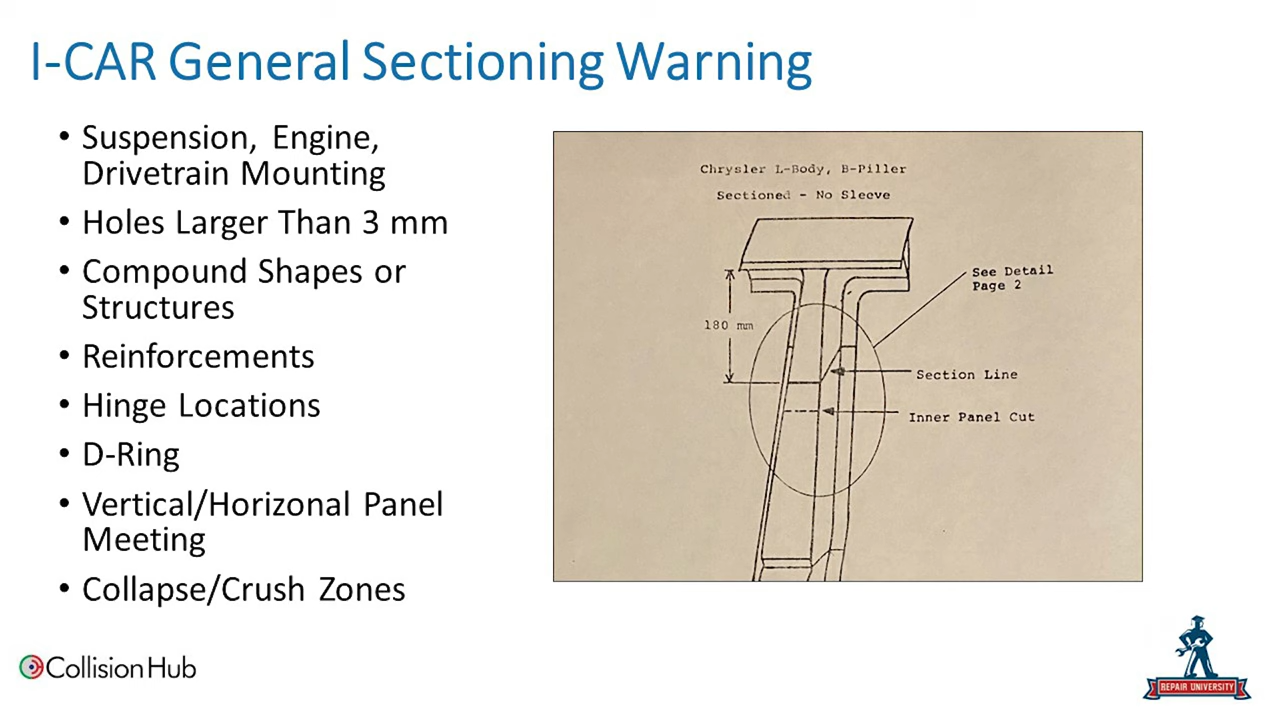 I-CAR General Sectioning Warning
• Suspension, Engine,
Drivetrain Mounting
• Holes Larger Than 3 mm
• Compound Shapes or
Structures
• Reinforcements
• Hinge Locations
• D-Ring
• Vertical/Horizonal Panel
Meeting
• Collapse/Crush Zones
Chrysler L-Body, B-Piller
Sectioned - No Sleeve
See Detail
Page 2
180 mm
Section Line
Inner Panel Cut
Collision Hub
REPAIR UNIVERSITY